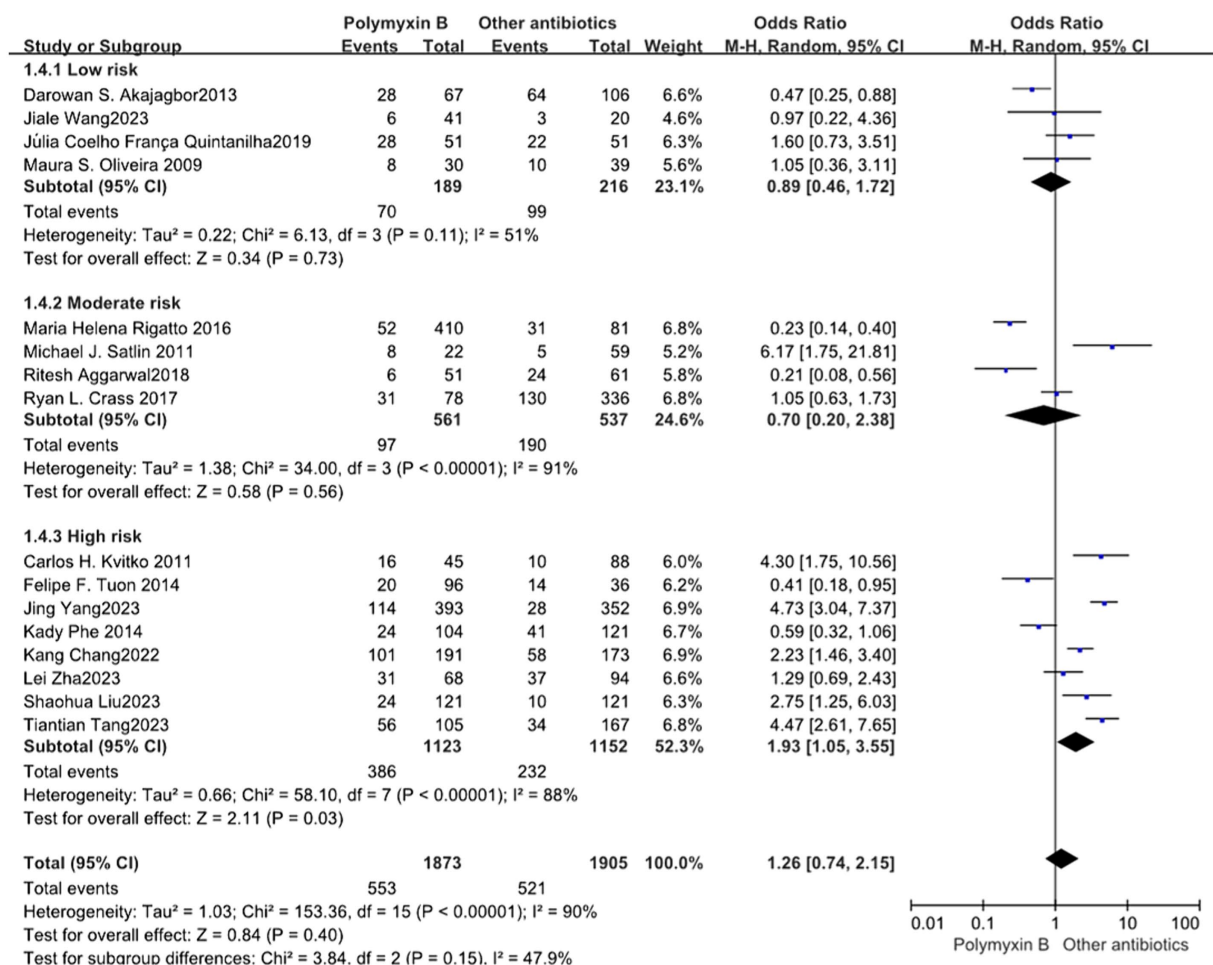 Polymyxin B Other antibiotics Odds Ratio Odds Ratio
Study or Subgroup Events Total Events Total Weight M-H, Random, 95% CI M-H, Random, 95% CI
1.4.1 Low risk
Darowan S. Akajagbor2013 28 67 64 106 6.6% 0.47 [0.25, 0.88]
Jiale Wang2023 6 41 3 20 4.6% 0.97 [0.22, 4.36]
Júlia Coelho França Quintanilha2019 28 51 22 51 6.3% 1.60 [0.73, 3.51]
Maura S. Oliveira 2009 8 30 10 39 5.6% 1.05 [0.36, 3.11]
Subtotal (95% CI) 189 216 23.1% 0.89 [0.46, 1.72]
Total events 70 99
Heterogeneity: Tau² = 0.22; Chi² = 6.13, df = 3 (P = 0.11); I² = 51%
Test for overall effect: Z = 0.34 (P = 0.73)
1.4.2 Moderate risk
Maria Helena Rigatto 2016 52 410 31 81 6.8% 0.23 [0.14, 0.40]
Michael J. Satlin 2011 8 22 5 59 5.2% 6.17 [1.75, 21.81]
Ritesh Aggarwal2018 6 51 24 61 5.8% 0.21 [0.08, 0.56]
Ryan L. Crass 2017 31 78 130 336 6.8% 1.05 [0.63, 1.73]
Subtotal (95% CI) 561 537 24.6% 0.70 [0.20, 2.38]
Total events 97 190
Heterogeneity: Tau² = 1.38; Chi² = 34.00, df = 3 (P < 0.00001); I² = 91%
Test for overall effect: Z = 0.58 (P = 0.56)
1.4.3 High risk
Carlos H. Kvitko 2011 16 45 10 88 6.0% 4.30 [1.75, 10.56]
Felipe F. Tuon 2014 20 96 14 36 6.2% 0.41 [0.18, 0.95]
Jing Yang2023 114 393 28 352 6.9% 4.73 [3.04, 7.37]
Kady Phe 2014 24 104 41 121 6.7% 0.59 [0.32, 1.06]
Kang Chang2022 101 191 58 173 6.9% 2.23 [1.46, 3.40]
Lei Zha2023 31 68 37 94 6.6% 1.29 [0.69, 2.43]
Shaohua Liu2023 24 121 10 121 6.3% 2.75 [1.25, 6.03]
Tiantian Tang2023 56 105 34 167 6.8% 4.47 [2.61, 7.65]
Subtotal (95% CI) 1123 1152 52.3% 1.93 [1.05, 3.55]
Total events 386 232
Heterogeneity: Tau² = 0.66; Chi² = 58.10, df = 7 (P < 0.00001); I² = 88%
Test for overall effect: Z = 2.11 (P = 0.03)
Total (95% CI) 1873 1905 100.0% 1.26 [0.74, 2.15]
Total events 553 521
Heterogeneity: Tau² = 1.03; Chi² = 153.36, df = 15 (P < 0.00001); I² = 90%
Test for overall effect: Z = 0.84 (P = 0.40)
Test for subgroup differences: Chi² = 3.84, df = 2 (P = 0.15), I² = 47.9%
0.01 0.1 1 10 100
Polymyxin B Other antibiotics